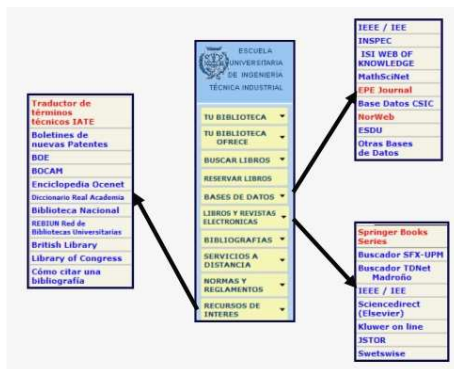 ESCUELA
UNIVERSITARIA
DE INGENIERÍA
TÉCNICA INDUSTRIAL
TU BIBLIOTECA
TU BIBLIOTECA
OFRECE
BUSCAR LIBROS
RESERVAR LIBROS
BASES DE DATOS
LIBROS Y REVISTAS
ELECTRONICAS
BIBLIOGRAFIAS
SERVICIOS A
DISTANCIA
NORMAS Y
REGLAMENTOS
RECURSOS DE
INTERES
Traductor de
términos
técnicos IATE
Boletines de
nuevas Patentes
BOE
BOCAM
Enciclopedia Ocenet
Diccionario Real Academia
Biblioteca Nacional
REBIUN Red de
Bibliotecas Universitarias
British Library
Library of Congress
Cómo citar una
bibliografía
IEEE / IEE
INSPEC
ISI WEB OF
KNOWLEDGE
MathSciNet
EPE Journal
Base Datos CSIC
NorWeb
ESDU
Otras Bases
de Datos
Springer Books
Series
Buscador SFX-UPM
Buscador TDNet
Madroño
IEEE / IEE
Sciencedirect
(Elsevier)
Kluwer on line
JSTOR
Swetswise